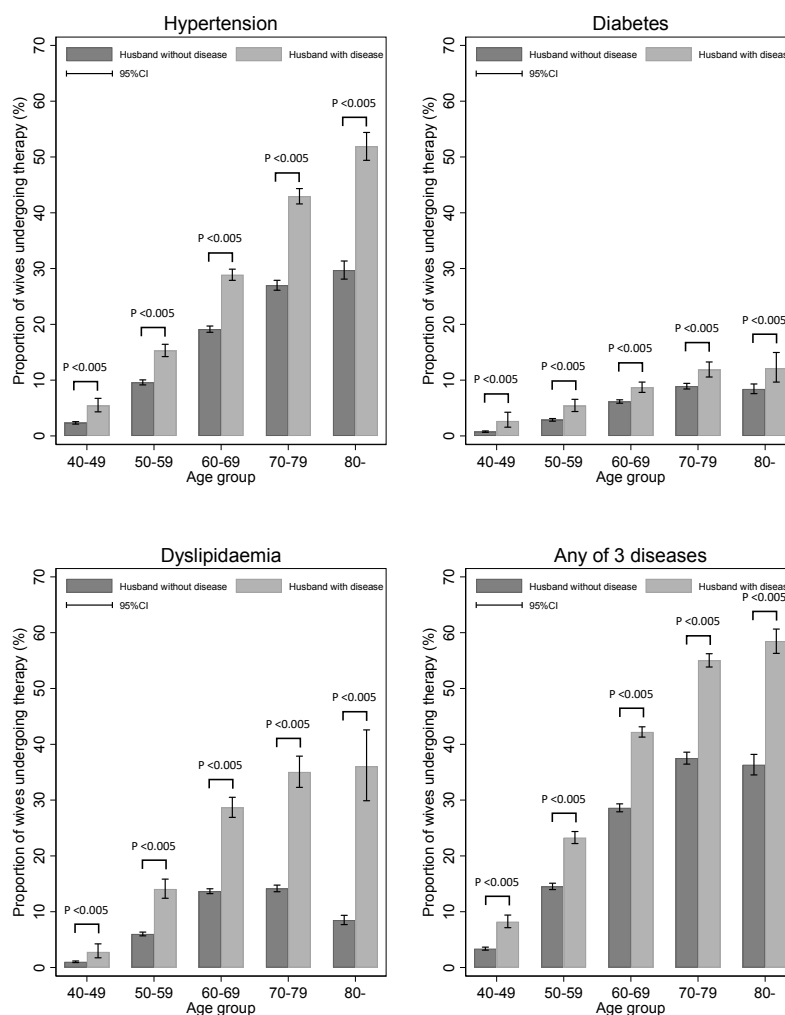 Hypertension
70
60
50
40
30
20
10
0
Proportion of wives undergoing therapy (%)
Husband without disease Husband with disease
95%CI
P <0.005
P <0.005
P <0.005
P <0.005
P <0.005
40-49 50-59 60-69 70-79 80-
Age group
Diabetes
70
60
50
40
30
20
10
0
Proportion of wives undergoing therapy (%)
Husband without disease Husband with diseas
95%CI
P <0.005
P <0.005
P <0.005
P <0.005
P <0.005
40-49 50-59 60-69 70-79 80-
Age group
Dyslipidaemia
70
60
50
40
30
20
10
0
Proportion of wives undergoing therapy (%)
Husband without disease Husband with disease
95%CI
P <0.005
P <0.005
P <0.005
P <0.005
P <0.005
40-49 50-59 60-69 70-79 80-
Age group
Any of 3 diseases
70
60
50
40
30
20
10
0
Proportion of wives undergoing therapy (%)
Husband without disease Husband with diseas
95%CI
P <0.005
P <0.005
P <0.005
P <0.005
P <0.005
40-49 50-59 60-69 70-79 80-
Age group